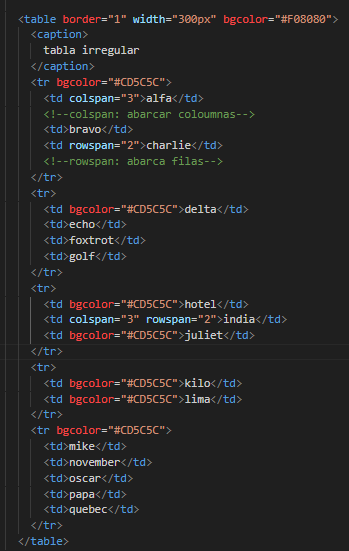 <table border="1" width="300px" bgcolor="#F08080">
<caption>
tabla irregular
</caption>
<tr bgcolor="#CD5C5C">
<td colspan="3">alfa</td>
<!--colspan: abarcar coloumnas-->
<td>bravo</td>
<td rowspan="2">charlie</td>
<!--rowspan: abarca filas-->
</tr>
<tr>
<td bgcolor="#CD5C5C">delta</td>
<td>echo</td>
<td>foxtrot</td>
<td>golf</td>
</tr>
<tr>
<td bgcolor="#CD5C5C">hotel</td>
<td colspan="3" rowspan="2">india</td>
<td bgcolor="#CD5C5C">juliet</td>
</tr>
<tr>
<td bgcolor="#CD5C5C">kilo</td>
<td bgcolor="#CD5C5C">lima</td>
</tr>
<tr bgcolor="#CD5C5C">
<td>mike</td>
<td>november</td>
<td>oscar</td>
<td>papa</td>
<td>quebec</td>
</tr>
</table>